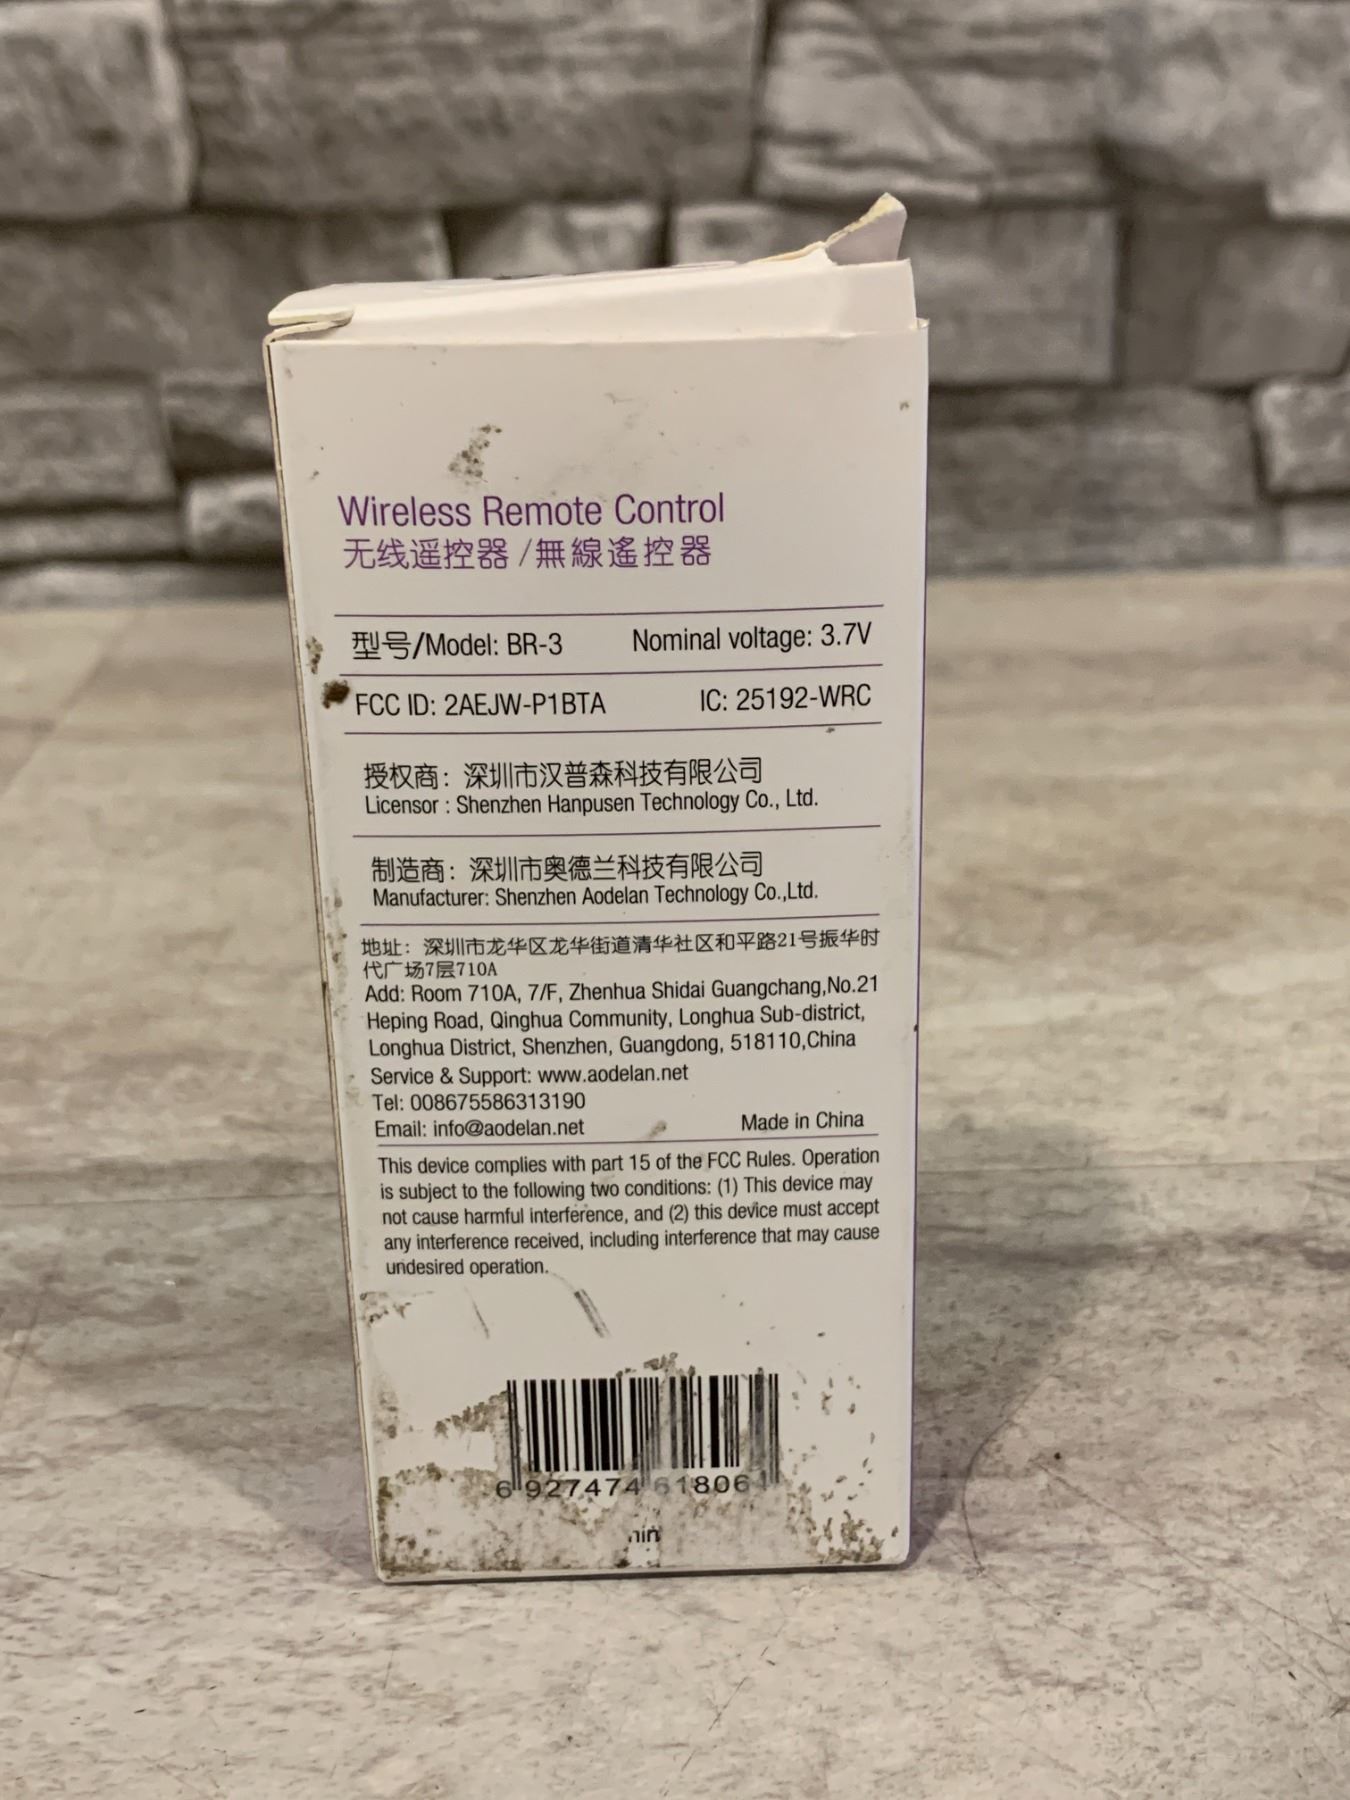 Wireless Remote Control
无线遥控器 /無線遙控器
型号/Model: BR-3 Nominal voltage: 3.7V
FCC ID: 2AEJW-P1BTA IC: 25192-WRC
授权商：深圳市汉普森科技有限公司
Licensor : Shenzhen Hanpusen Technology Co., Ltd.
制造商：深圳市奥德兰科技有限公司
Manufacturer: Shenzhen Aodelan Technology Co.,Ltd.
地址：深圳市龙华区龙华街道清华社区和平路21号振华时
代广场7层710A
Add: Room 710A, 7/F, Zhenhua Shidai Guangchang,No.21
Heping Road, Qinghua Community, Longhua Sub-district,
Longhua District, Shenzhen, Guangdong, 518110,China
Service & Support: www.aodelan.net
Tel: 008675586313190
Email: info@aodelan.net Made in China
This device complies with part 15 of the FCC Rules. Operation
is subject to the following two conditions: (1) This device may
not cause harmful interference, and (2) this device must accept
any interference received, including interference that may cause
undesired operation.
6 927474 618064